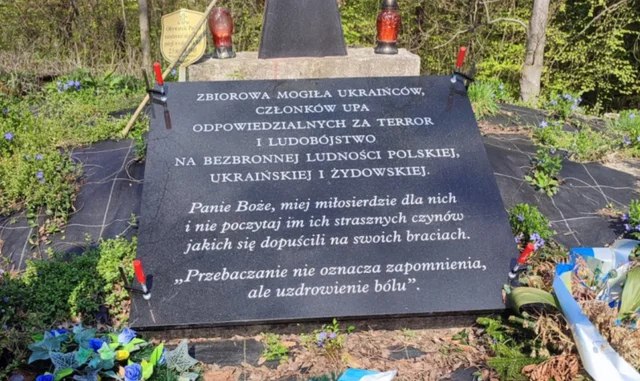 ZBIOROWA MOGIŁA UKRAIŃCÓW,
CZŁONKÓW UPA
ODPOWIEDZIALNYCH ZA TERROR
I LUDOBÓJSTWO
NA BEZBRONNEJ LUDNOŚCI POLSKIEJ,
UKRAIŃSKIEJ I ŻYDOWSKIEJ.
Panie Boże, miej miłosierdzie dla nich
i nie poczytaj im ich strasznych czynów
jakich się dopuścili na swoich braciach.
„Przebaczanie nie oznacza zapomnienia,
ale uzdrowienie bólu”.